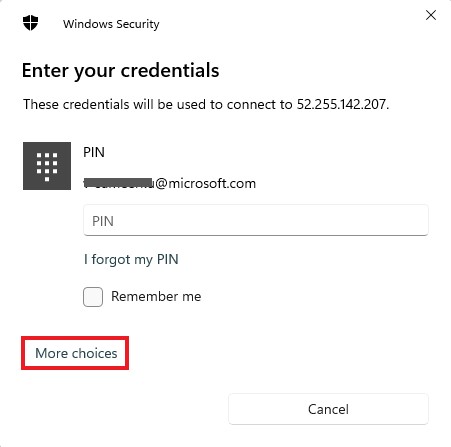 Windows Security
Enter your credentials
These credentials will be used to connect to 52.255.142.207.
PIN
@microsoft.com
PIN
I forgot my PIN
Remember me
More choices
Cancel